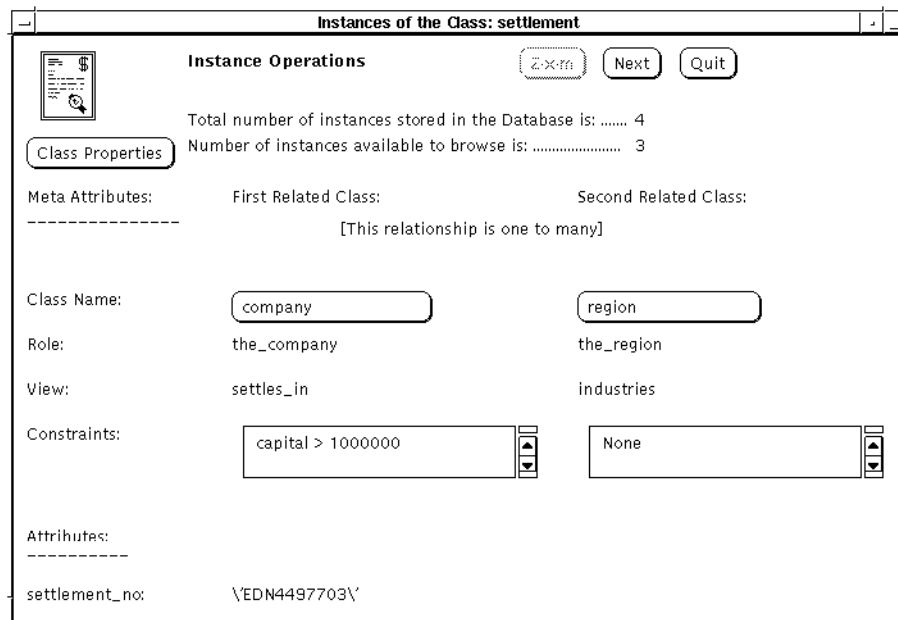 Instances of the Class: settlement
$
Instance Operations Next Quit
Total number of instances stored in the Database is: ....... 4
Class Properties
Number of instances available to browse is: ...................... 3
Meta Attributes: First Related Class: Second Related Class:
---------------
[This relationship is one to many]
Class Name: company region
Role: the_company the_region
View: settles_in industries
Constraints: capital > 1000000 None
Attributes:
----------
settlement_no: \'EDN4497703\'